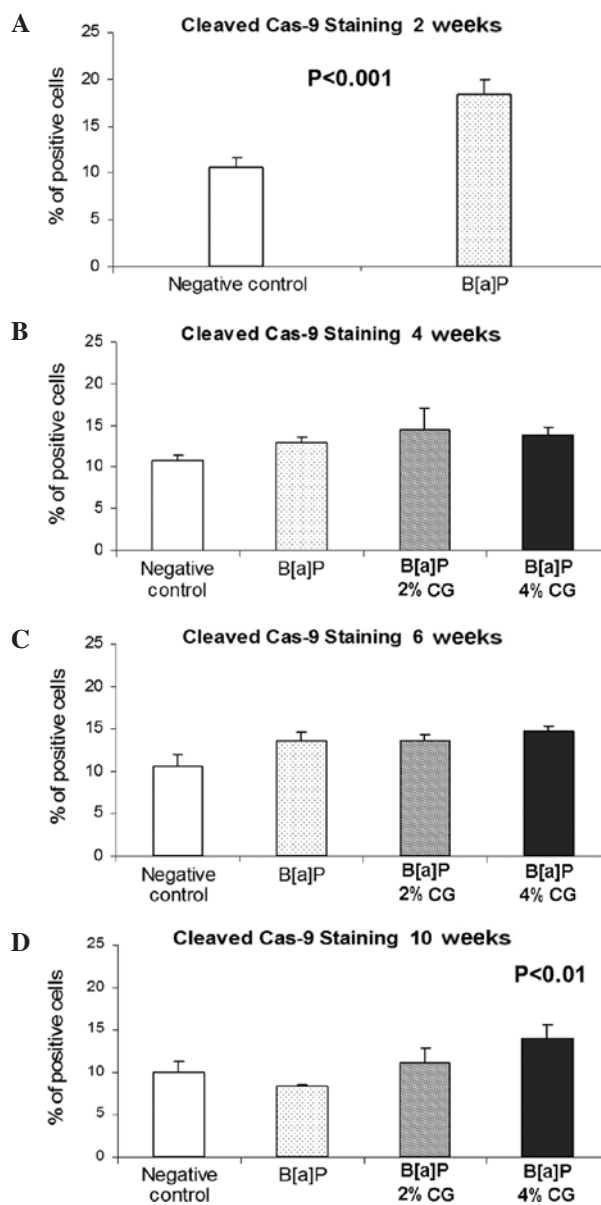 A
Cleaved Cas-9 Staining 2 weeks
% of positive cells
25
20
15
10
5
0
P<0.001
Negative control
B[a]P
B
Cleaved Cas-9 Staining 4 weeks
% of positive cells
25
20
15
10
5
0
Negative control
B[a]P
B[a]P
2% CG
B[a]P
4% CG
C
Cleaved Cas-9 Staining 6 weeks
% of positive cells
25
20
15
10
5
0
Negative control
B[a]P
B[a]P
2% CG
B[a]P
4% CG
D
Cleaved Cas-9 Staining 10 weeks
% of positive cells
25
20
15
10
5
0
P<0.01
Negative control
B[a]P
B[a]P
2% CG
B[a]P
4% CG